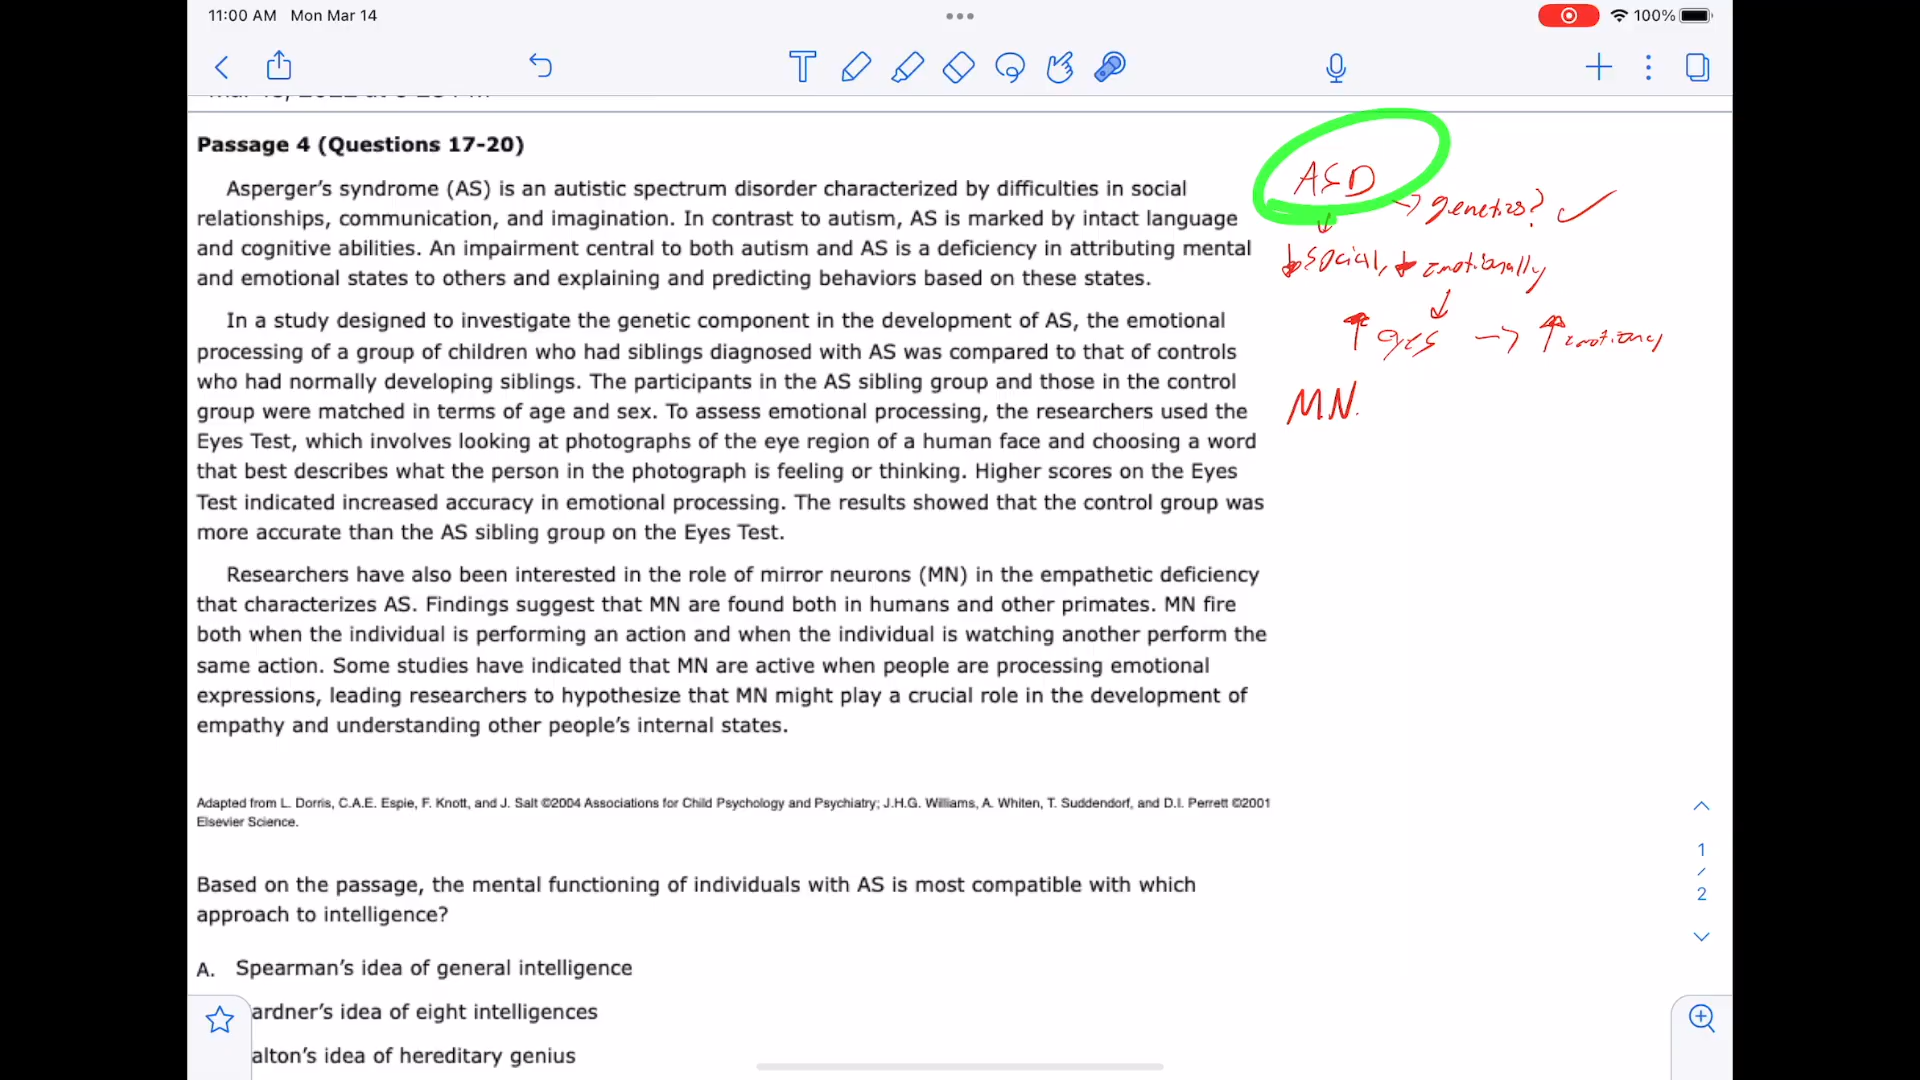 11:00 AM Mon Mar 14
100%
Passage 4 (Questions 17-20)
Asperger's syndrome (AS) is an autistic spectrum disorder characterized by difficulties in social
relationships, communication, and imagination. In contrast to autism, AS is marked by intact language
and cognitive abilities. An impairment central to both autism and AS is a deficiency in attributing mental
and emotional states to others and explaining and predicting behaviors based on these states.
In a study designed to investigate the genetic component in the development of AS, the emotional
processing of a group of children who had siblings diagnosed with AS was compared to that of controls
who had normally developing siblings. The participants in the AS sibling group and those in the control
group were matched in terms of age and sex. To assess emotional processing, the researchers used the
Eyes Test, which involves looking at photographs of the eye region of a human face and choosing a word
that best describes what the person in the photograph is feeling or thinking. Higher scores on the Eyes
Test indicated increased accuracy in emotional processing. The results showed that the control group was
more accurate than the AS sibling group on the Eyes Test.
Researchers have also been interested in the role of mirror neurons (MN) in the empathetic deficiency
that characterizes AS. Findings suggest that MN are found both in humans and other primates. MN fire
both when the individual is performing an action and when the individual is watching another perform the
same action. Some studies have indicated that MN are active when people are processing emotional
expressions, leading researchers to hypothesize that MN might play a crucial role in the development of
empathy and understanding other people's internal states.
Adapted from L. Dorris, C.A.E. Espie, F. Knott, and J. Salt ©2004 Associations for Child Psychology and Psychiatry; J.H.G. Williams, A. Whiten, T. Suddendorf, and D.I. Perrett ©2001
Elsevier Science.
Based on the passage, the mental functioning of individuals with AS is most compatible with which
approach to intelligence?
A. Spearman's idea of general intelligence
ardner's idea of eight intelligences
alton's idea of hereditary genius
ASD
→ genetics? ✓
↓
↓ social, ↓ emotionally
↓
↑ eyes → ↑
MN.
1
/
2